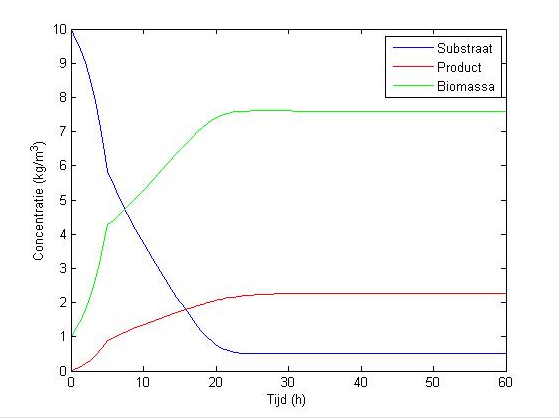 10
9
8
7
6
5
4
3
2
1
0
Concentratie (kg/m³)
Substraat
Product
Biomassa
0 10 20 30 40 50 60
Tijd (h)